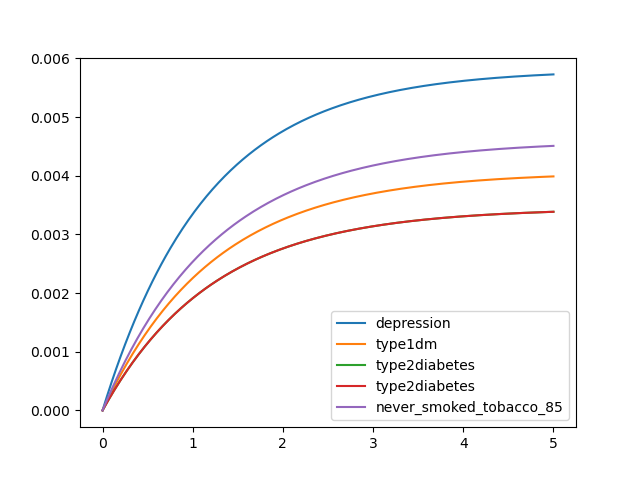 0.006
0.005
0.004
0.003
0.002
0.001
0.000
depression
type1dm
type2diabetes
type2diabetes
never_smoked_tobacco_85
0 1 2 3 4 5